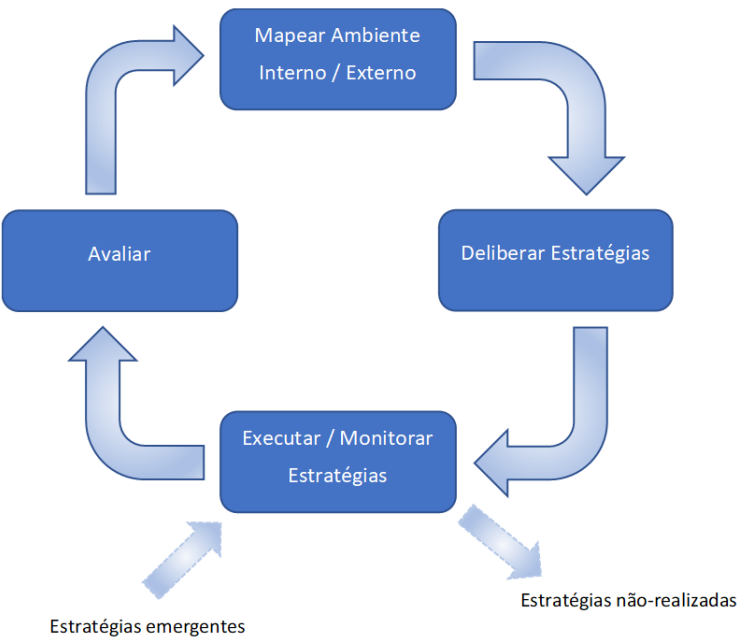 Mapear Ambiente
Interno / Externo
Avaliar
Deliberar Estratégias
Executar / Monitorar
Estratégias
Estratégias não-realizadas
Estratégias emergentes